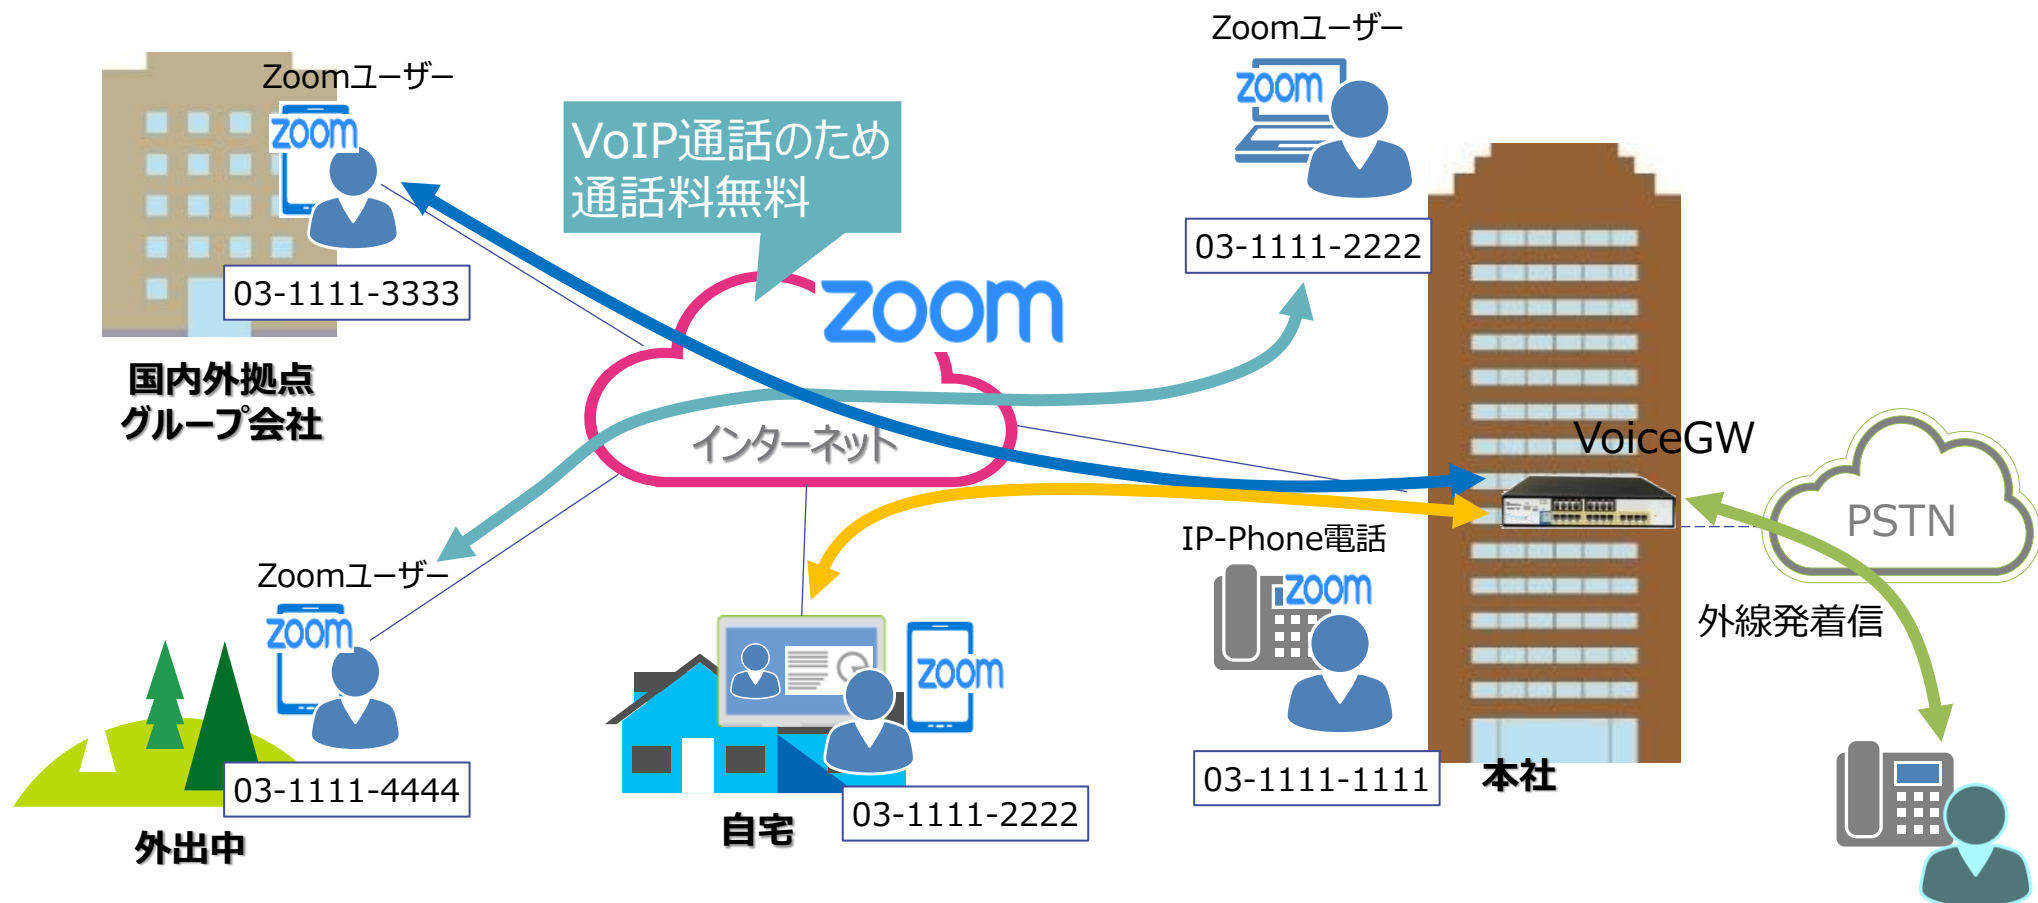 Zoomユーザー
zoom
03-1111-3333
国内外拠点
グループ会社
VoIP通話のため
通話料無料
zoom
インターネット
Zoomユーザー
zoom
03-1111-2222
VoiceGW
PSTN
外線発着信
IP-Phone電話
zoom
03-1111-1111
本社
Zoomユーザー
zoom
03-1111-4444
外出中
zoom
03-1111-2222
自宅